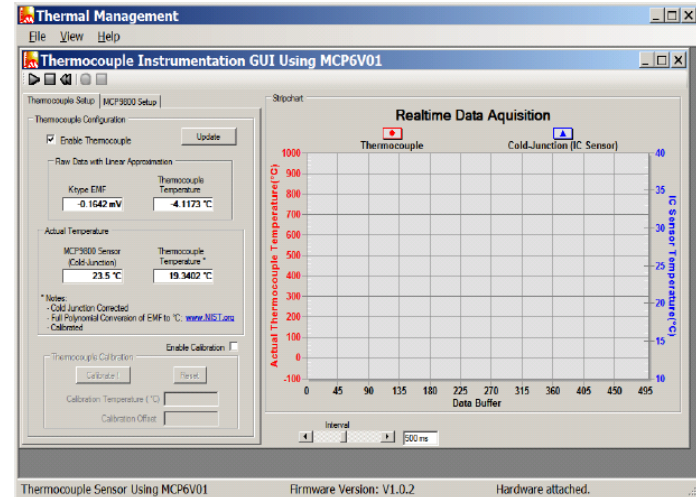 Thermal Management
File View Help
Thermocouple Instrumentation GUI Using MCP6V01
Thermocouple Setup MCP9800 Setup
Thermocouple Configuration
Enable Thermocouple
Update
Raw Data with Linear Approximation
Ktype EMF
Thermocouple
Temperature
-0.1642 mV
-4.1173 °C
Actual Temperature
MCP9800 Sensor
(Cold-Junction)
Thermocouple
Temperature *
23.5 °C
19.3402 °C
* Notes:
- Cold Junction Corrected
- Full Polynomial Conversion of EMF to °C: www.NIST.org
- Calibrated
Enable Calibration
Thermocouple Calibration
Calibrate !
Reset
Calibration Temperature (°C)
Calibration Offset
Stripchart
Realtime Data Aquisition
Thermocouple
Cold-Junction (IC Sensor)
Actual Thermocouple Temperature(°C)
1000
900
800
700
600
500
400
300
200
100
0
-100
40
35
30
25
20
15
10
IC Sensor Temperature(°C)
0 45 90 135 180 225 270 315 360 405 450 495
Data Buffer
Interval
500 ms
Thermocouple Sensor Using MCP6V01 Firmware Version: V1.0.2 Hardware attached.